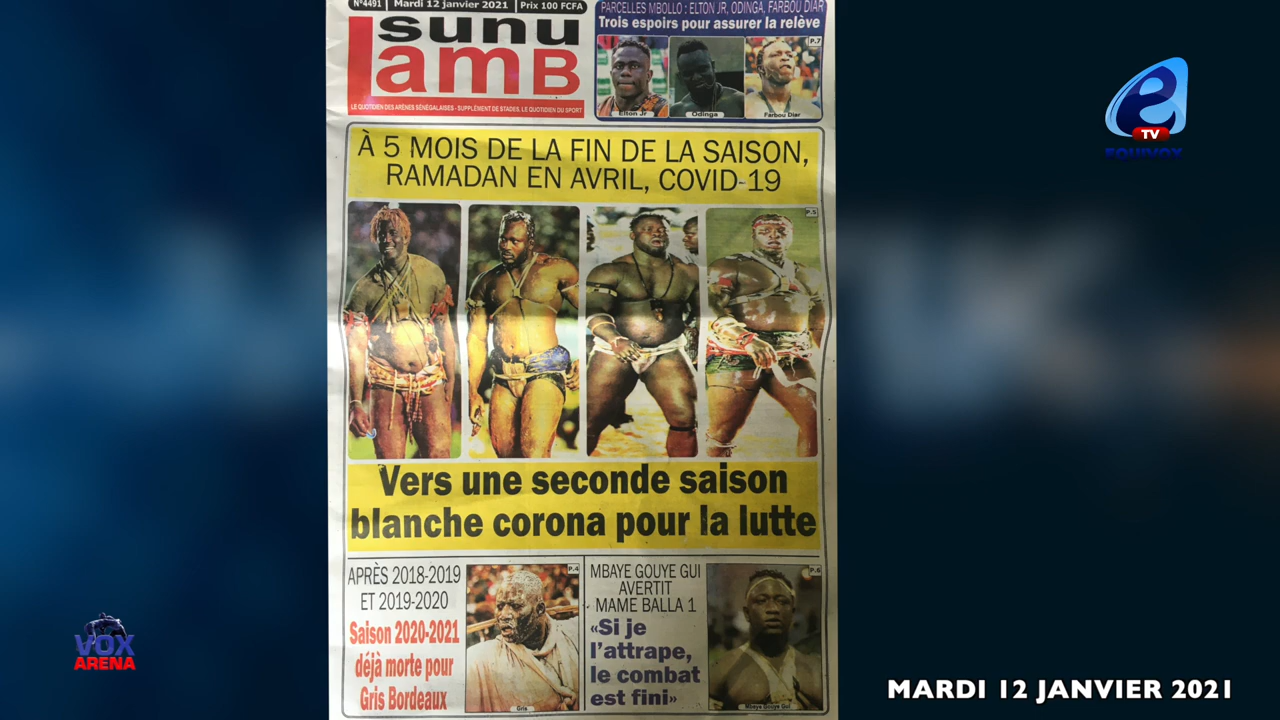 N°4491 Mardi 12 janvier 2021 Prix 100 FCFA
sunu
lamb
LE QUOTIDIEN DES ARÈNES SÉNÉGALAISES - SUPPLÉMENT DE STADES, LE QUOTIDIEN DU SPORT
PARCELLES MBOLLO : ELTON JR, ODINGA, FARBOU DIAR
Trois espoirs pour assurer la relève
P.7
Elton Jr
Odinga
Farbou Diar
À 5 MOIS DE LA FIN DE LA SAISON,
RAMADAN EN AVRIL, COVID-19
P.5
Vers une seconde saison
blanche corona pour la lutte
APRÈS 2018-2019
ET 2019-2020
Saison 2020-2021
déjà morte pour
Gris Bordeaux
P.4
Gris
MBAYE GOUYE GUI
AVERTIT
MAME BALLA 1
«Si je
l'attrape,
le combat
est fini»
P.6
Mbaye Gouye Gui
e
TV
EQUINOX
VOX
ARENA
MARDI 12 JANVIER 2021